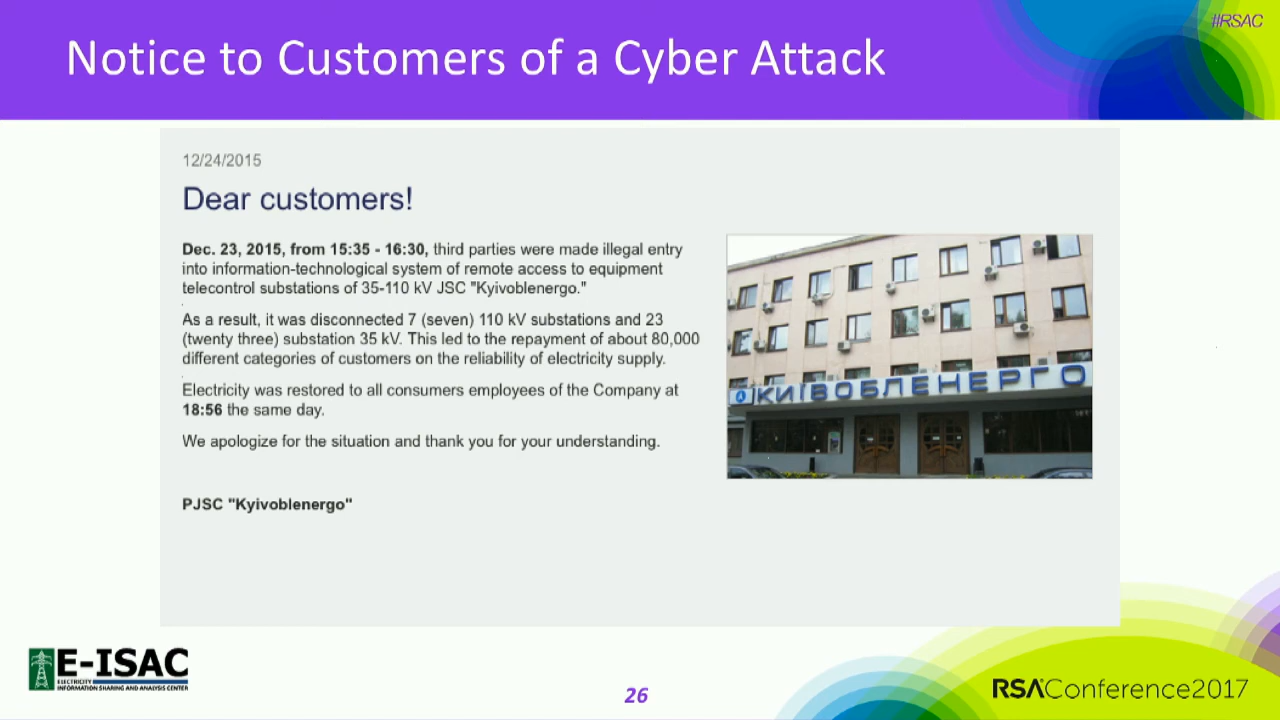 #RSAC
Notice to Customers of a Cyber Attack
12/24/2015
Dear customers!
Dec. 23, 2015, from 15:35 - 16:30, third parties were made illegal entry
into information-technological system of remote access to equipment
telecontrol substations of 35-110 kV JSC "Kyivoblenergo."
As a result, it was disconnected 7 (seven) 110 kV substations and 23
(twenty three) substation 35 kV. This led to the repayment of about 80,000
different categories of customers on the reliability of electricity supply.
Electricity was restored to all consumers employees of the Company at
18:56 the same day.
We apologize for the situation and thank you for your understanding.
PJSC "Kyivoblenergo"
КИЇВОБЛЕНЕРГО
E-ISAC
ELECTRICITY
INFORMATION SHARING AND ANALYSIS CENTER
26
RSAConference2017